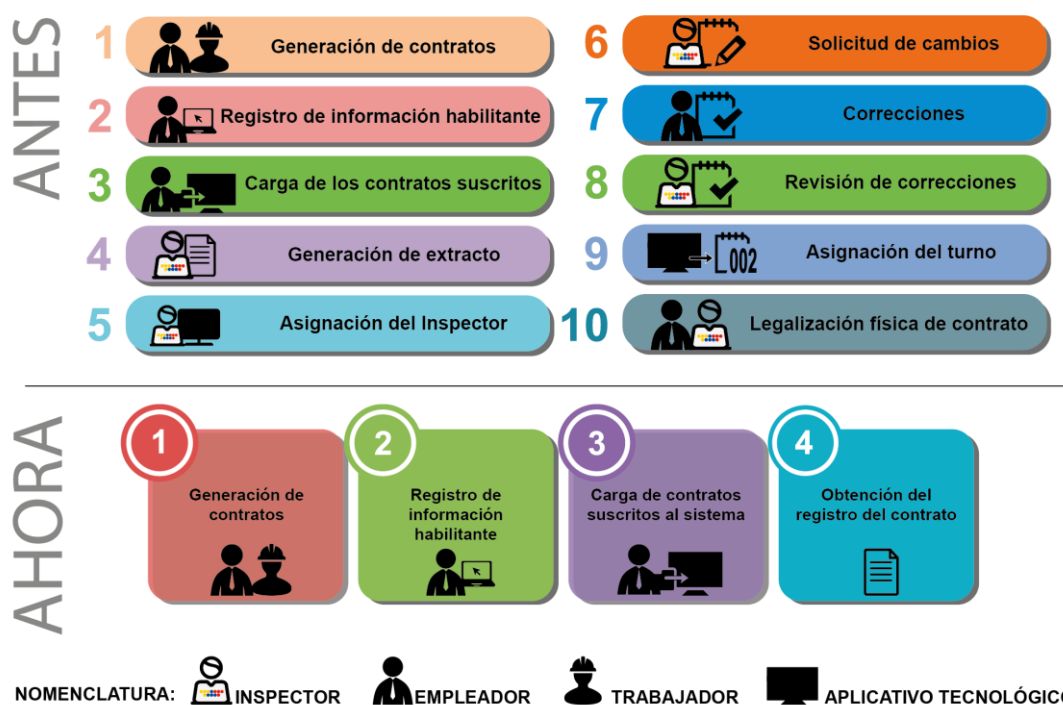 ANTES
1 Generación de contratos
2 Registro de información habilitante
3 Carga de los contratos suscritos
4 Generación de extracto
5 Asignación del Inspector
6 Solicitud de cambios
7 Correcciones
8 Revisión de correcciones
9 Asignación del turno
002
10 Legalización física de contrato
AHORA
1
Generación de
contratos
2
Registro de
información
habilitante
3
Carga de contratos
suscritos al sistema
4
Obtención del
registro del contrato
NOMENCLATURA: INSPECTOR EMPLEADOR TRABAJADOR APLICATIVO TECNOLÓGICO